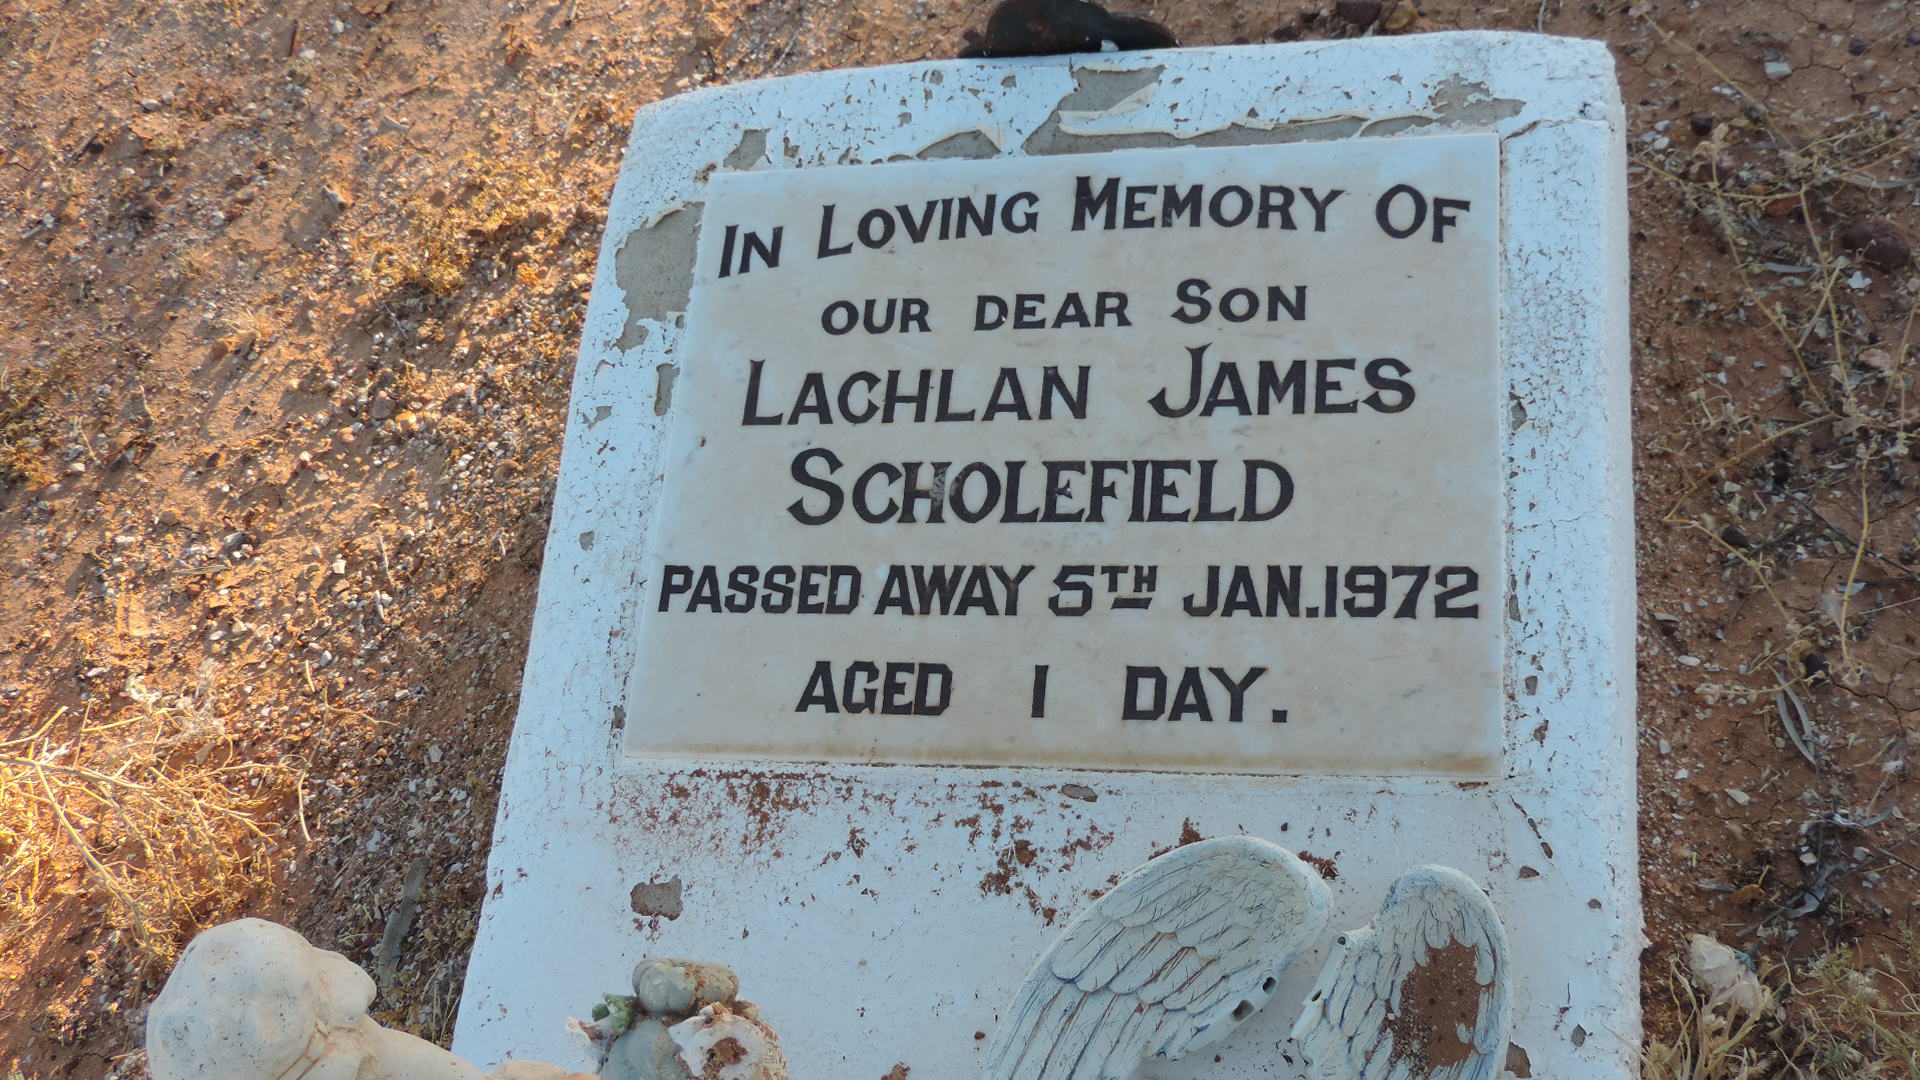 In Loving Memory Of
OUR DEAR SON
LACHLAN JAMES
SCHOLEFIELD
PASSED AWAY 5TH JAN.1972
AGED 1 DAY.